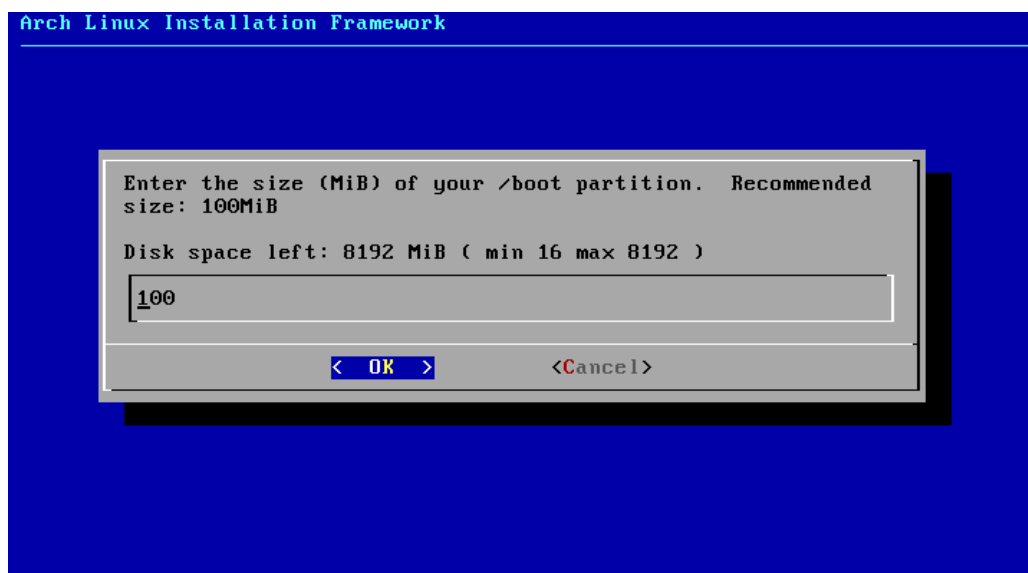 Arch Linux Installation Framework
Enter the size (MiB) of your /boot partition.  Recommended
size: 100MiB
Disk space left: 8192 MiB ( min 16 max 8192 )
100
<  OK  >        <Cancel>